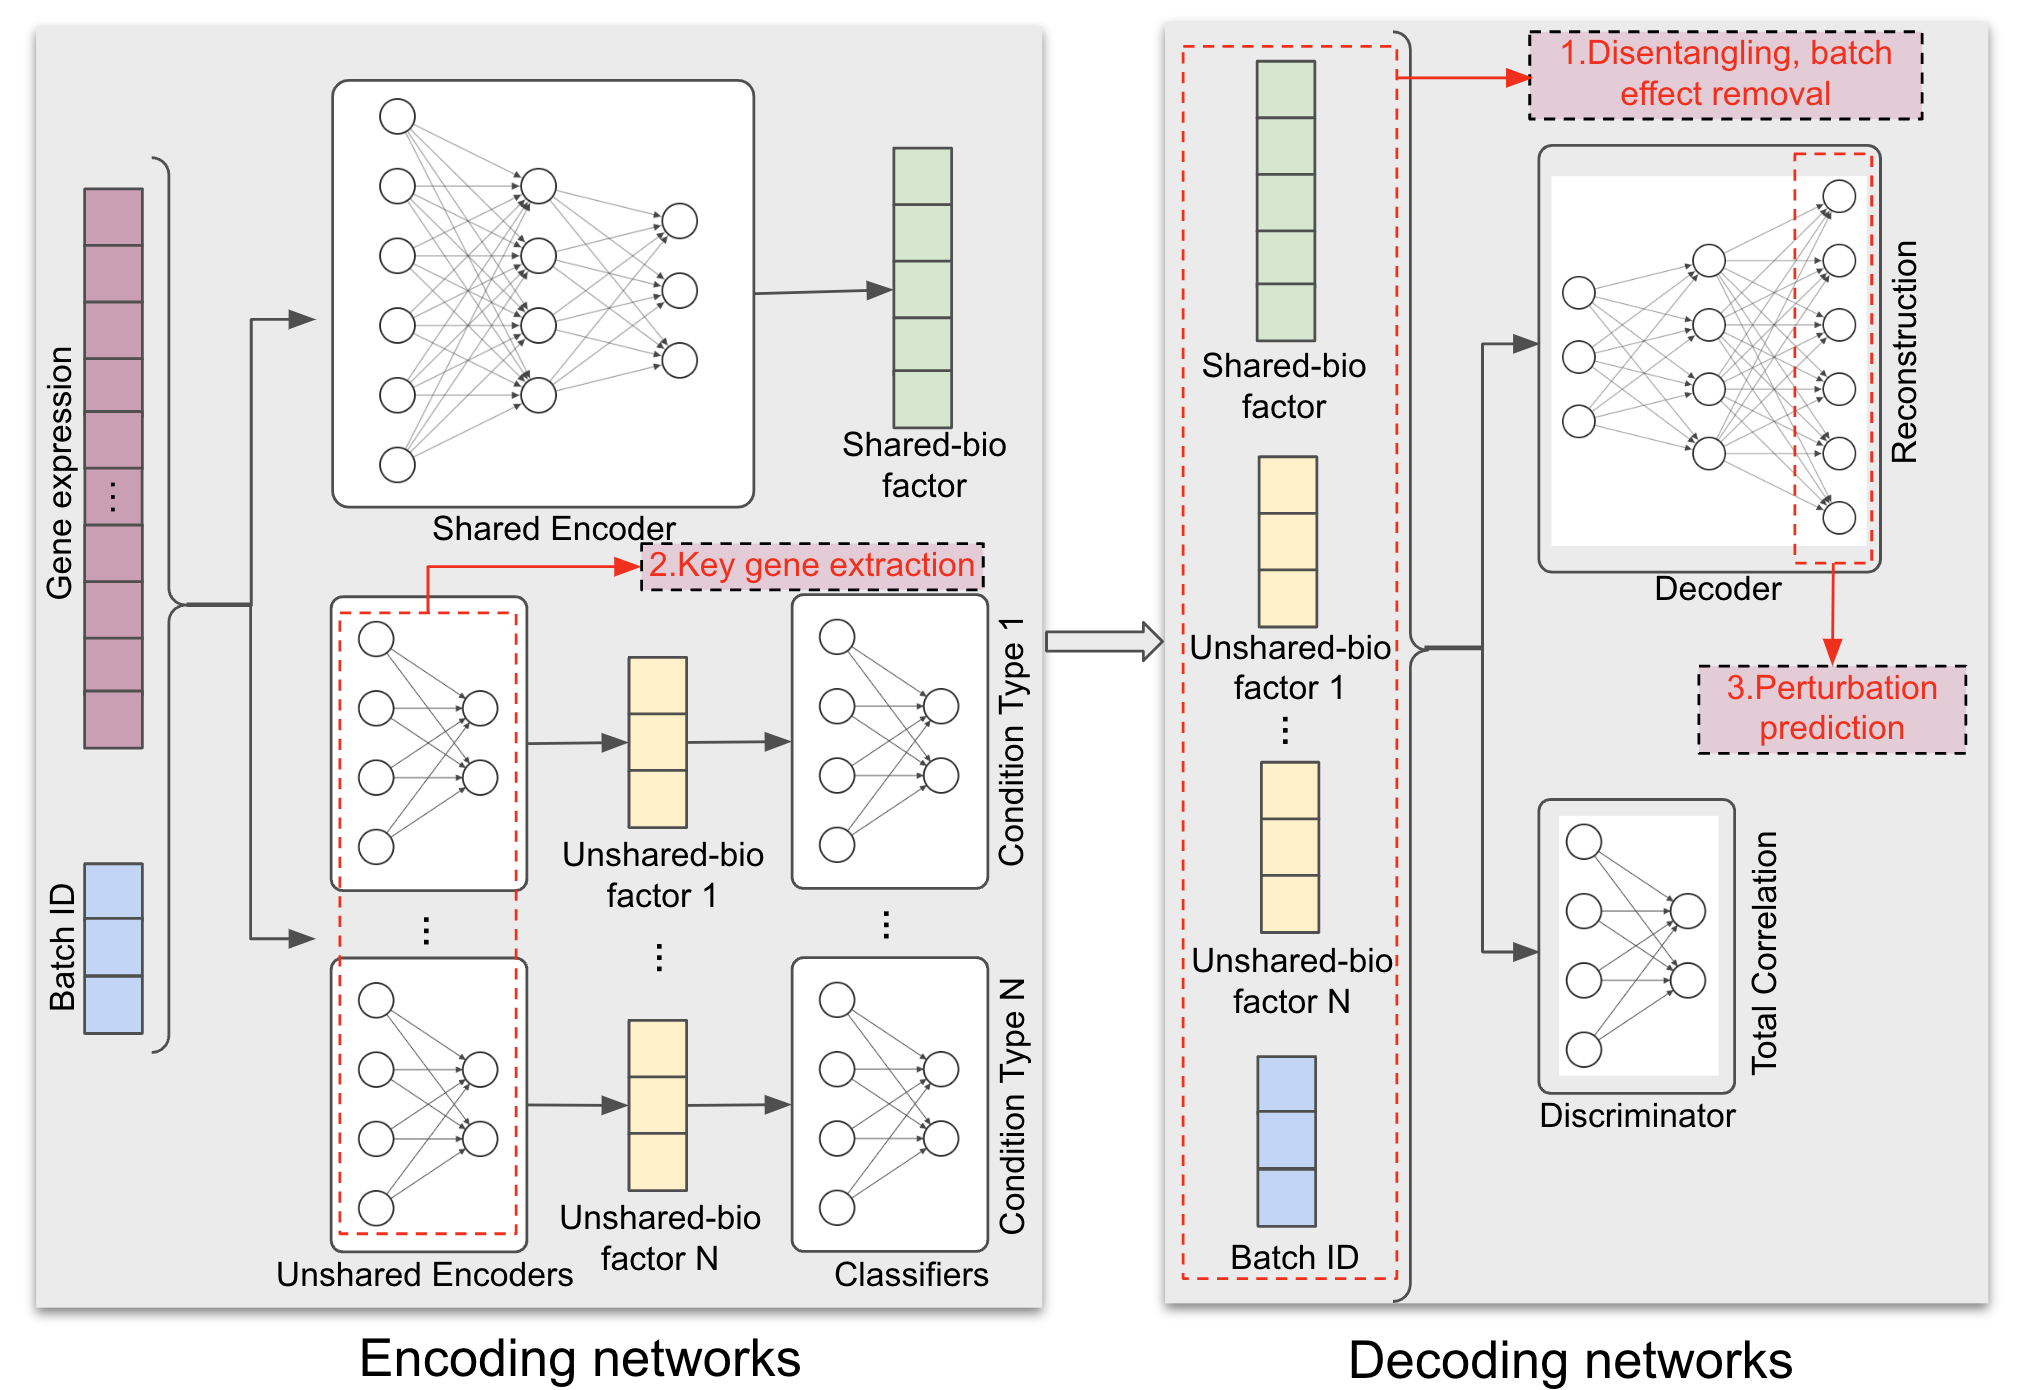 Gene expression
Batch ID
Shared Encoder
Shared-bio
factor
2.Key gene extraction
Unshared-bio
factor 1
Condition Type 1
Unshared-bio
factor N
Condition Type N
Unshared Encoders
Classifiers
Encoding networks
Shared-bio
factor
Unshared-bio
factor 1
Unshared-bio
factor N
Batch ID
1.Disentangling, batch
effect removal
Reconstruction
Decoder
3.Perturbation
prediction
Total Correlation
Discriminator
Decoding networks